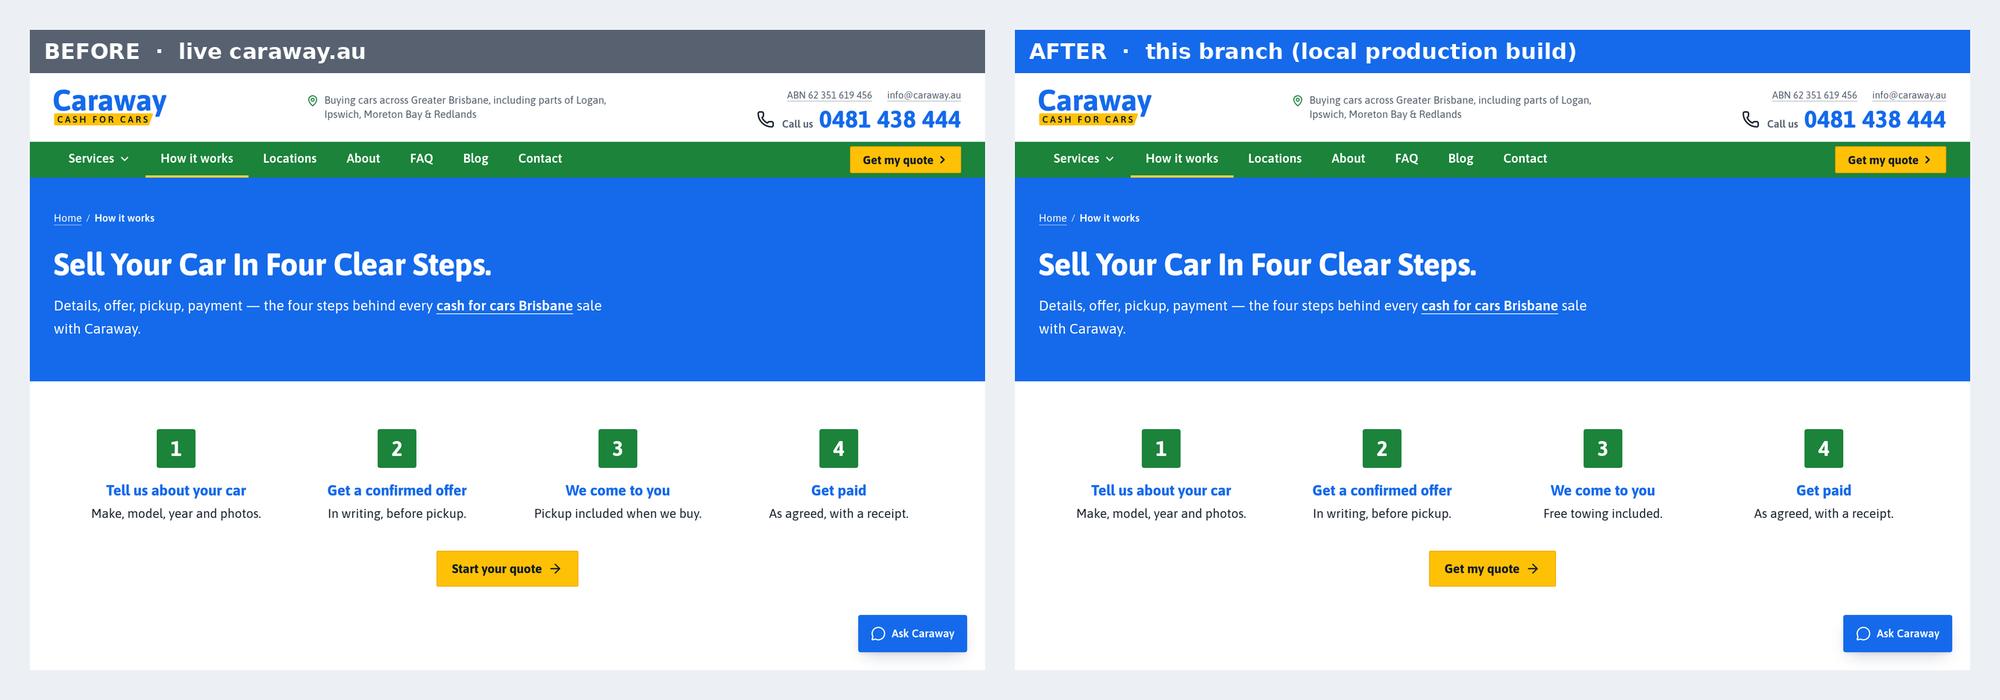 BEFORE · live caraway.au
Caraway
CASH FOR CARS
Buying cars across Greater Brisbane, including parts of Logan,
Ipswich, Moreton Bay & Redlands
ABN 62 351 619 456 info@caraway.au
Call us 0481 438 444
Services How it works Locations About FAQ Blog Contact Get my quote
Home / How it works
Sell Your Car In Four Clear Steps.
Details, offer, pickup, payment — the four steps behind every cash for cars Brisbane sale
with Caraway.
1 2 3 4
Tell us about your car Get a confirmed offer We come to you Get paid
Make, model, year and photos. In writing, before pickup. Pickup included when we buy. As agreed, with a receipt.
Start your quote
Ask Caraway
AFTER · this branch (local production build)
Caraway
CASH FOR CARS
Buying cars across Greater Brisbane, including parts of Logan,
Ipswich, Moreton Bay & Redlands
ABN 62 351 619 456 info@caraway.au
Call us 0481 438 444
Services How it works Locations About FAQ Blog Contact Get my quote
Home / How it works
Sell Your Car In Four Clear Steps.
Details, offer, pickup, payment — the four steps behind every cash for cars Brisbane sale
with Caraway.
1 2 3 4
Tell us about your car Get a confirmed offer We come to you Get paid
Make, model, year and photos. In writing, before pickup. Free towing included. As agreed, with a receipt.
Get my quote
Ask Caraway